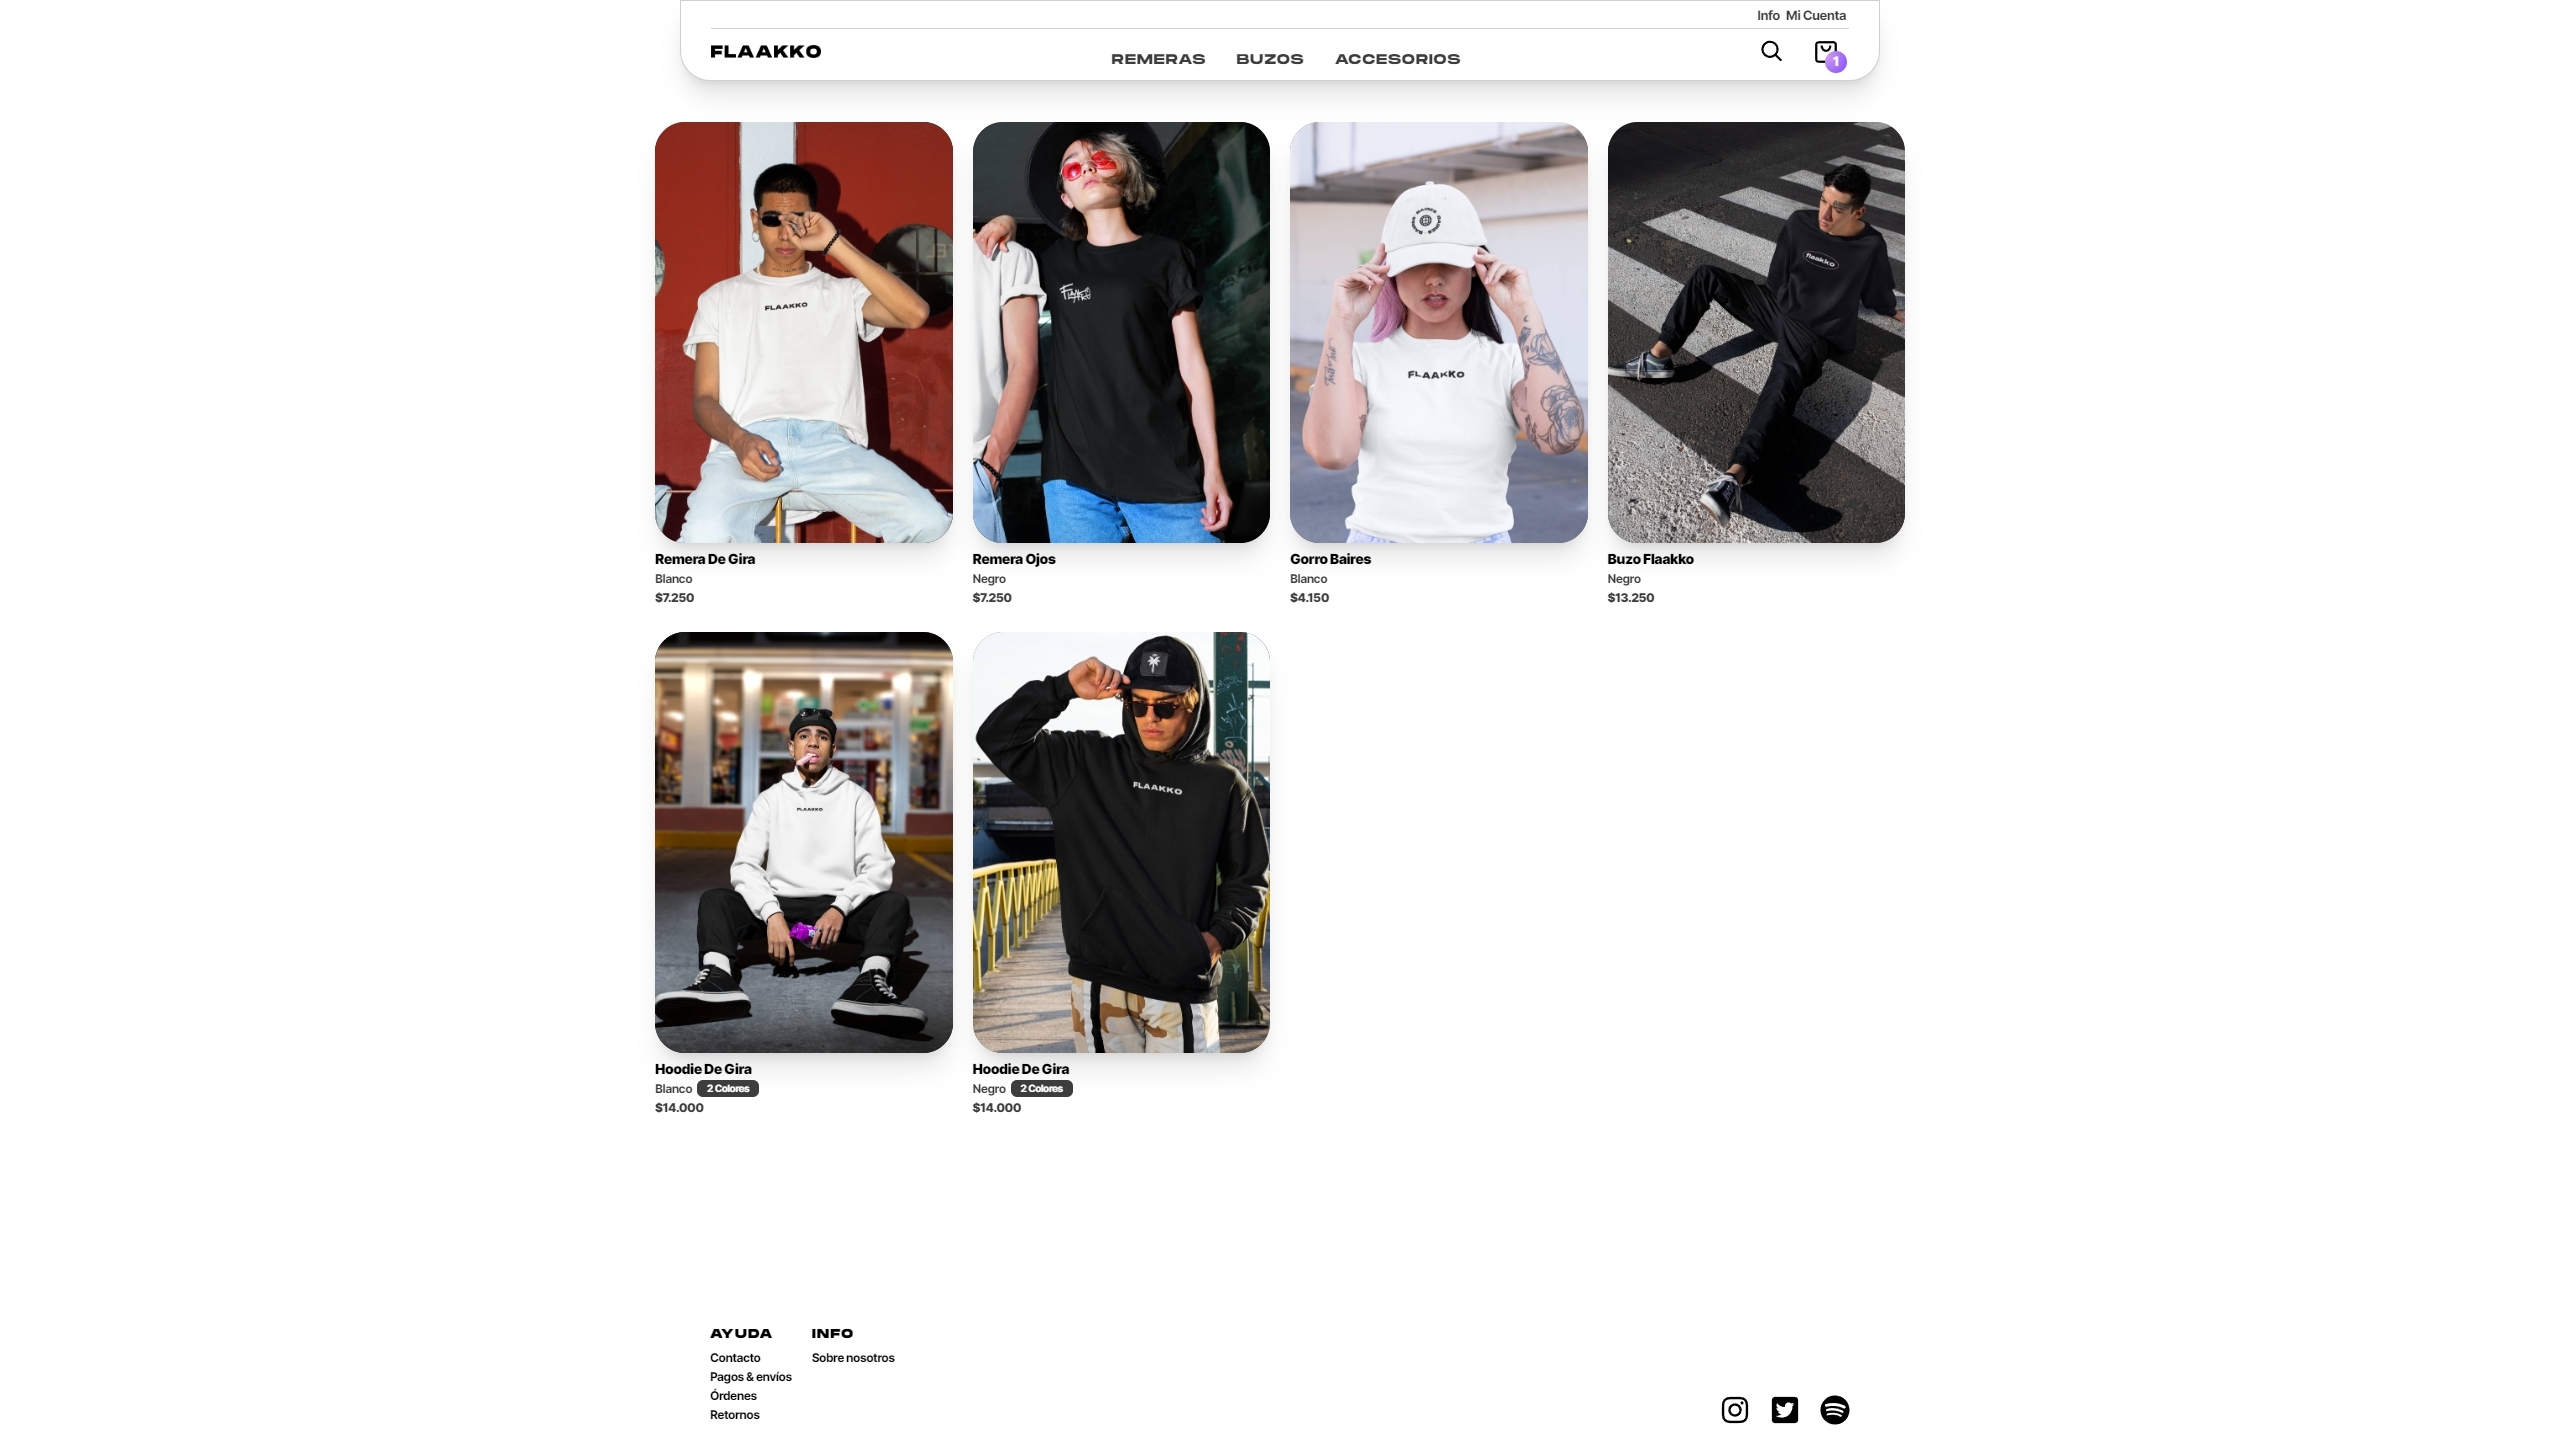 Info Mi Cuenta
FLAAKKO
REMERAS BUZOS ACCESORIOS
1
FLAAKKO
Flaakko
FLAAKKO
flaakko
Remera De Gira
Blanco
$7.250
Remera Ojos
Negro
$7.250
Gorro Baires
Blanco
$4.150
Buzo Flaakko
Negro
$13.250
FLAAKKO
FLAAKKO
Hoodie De Gira
Blanco 2 Colores
$14.000
Hoodie De Gira
Negro 2 Colores
$14.000
AYUDA
Contacto
Pagos & envíos
Órdenes
Retornos
INFO
Sobre nosotros